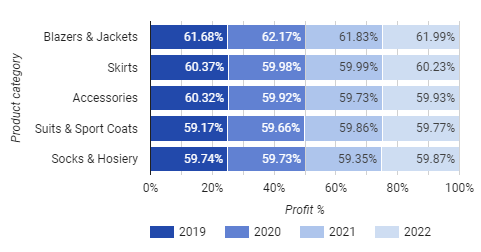 Product category
Blazers & Jackets 61.68% 62.17% 61.83% 61.99%
Skirts 60.37% 59.98% 59.99% 60.23%
Accessories 60.32% 59.92% 59.73% 59.93%
Suits & Sport Coats 59.17% 59.66% 59.86% 59.77%
Socks & Hosiery 59.74% 59.73% 59.35% 59.87%
0% 20% 40% 60% 80% 100%
Profit %
2019 2020 2021 2022